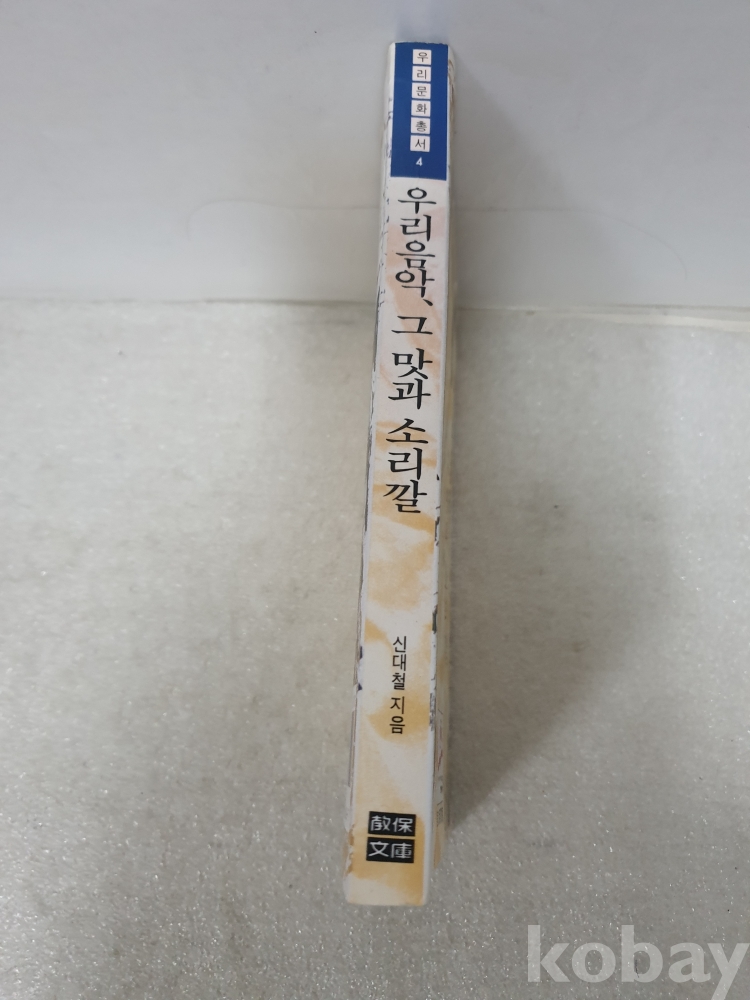 우리문화총서 4
우리음악, 그 맛과 소리깔
신대철 지음
敎保
文庫
kobay